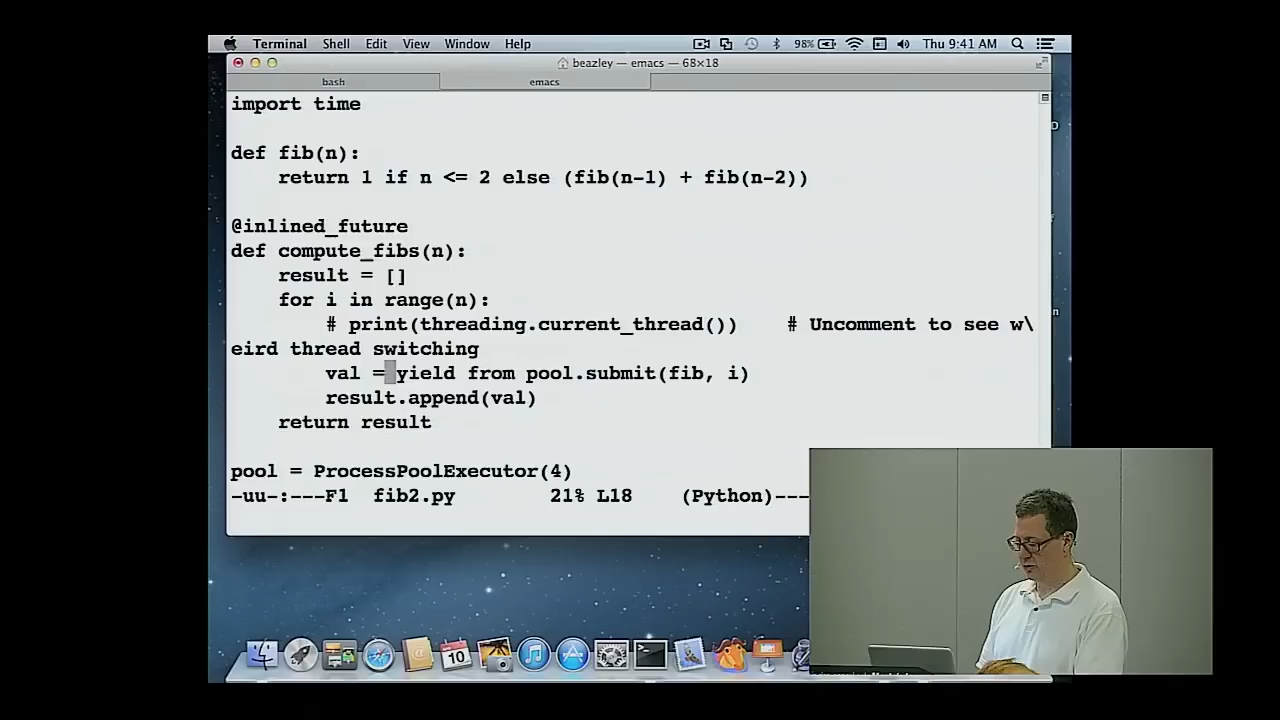 Terminal Shell Edit View Window Help 98% Thu 9:41 AM
beazley — emacs — 68×18
bash emacs
import time
def fib(n):
return 1 if n <= 2 else (fib(n-1) + fib(n-2))
@inlined_future
def compute_fibs(n):
result = []
for i in range(n):
# print(threading.current_thread()) # Uncomment to see w\
eird thread switching
val = yield from pool.submit(fib, i)
result.append(val)
return result
pool = ProcessPoolExecutor(4)
-uu-:---F1 fib2.py 21% L18 (Python)---
10